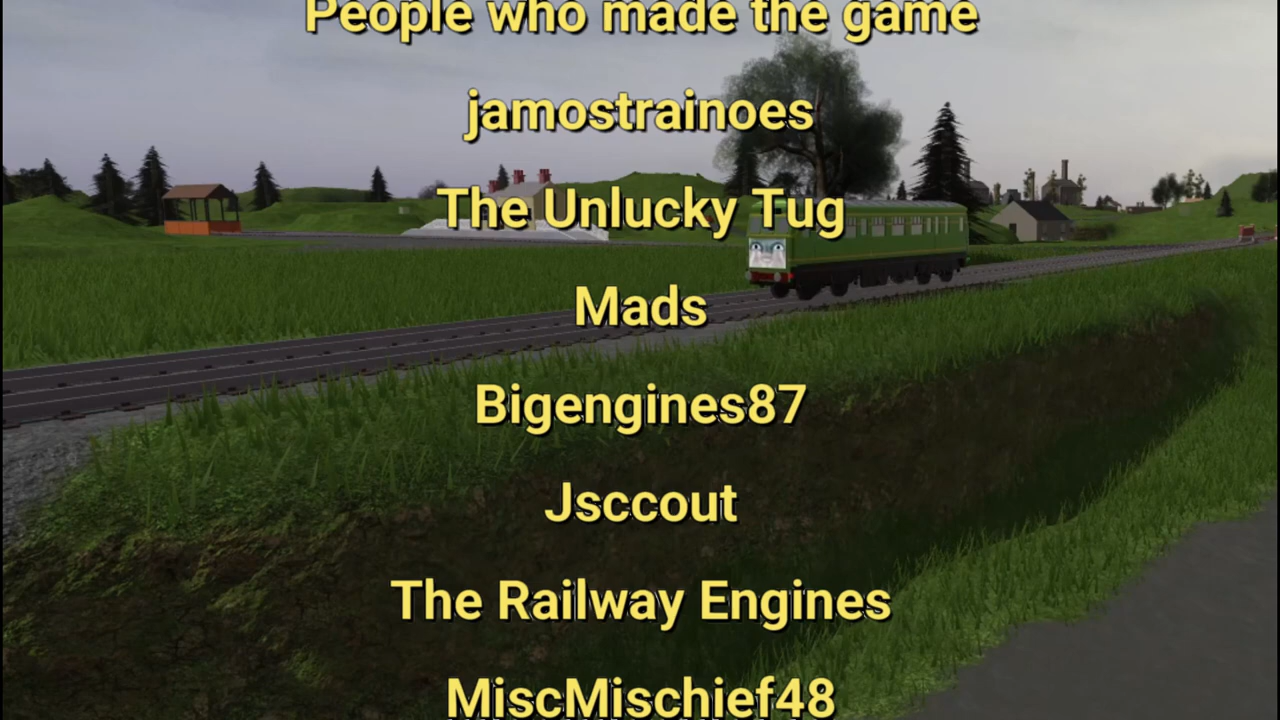 People who made the game
jamostrainoes
The Unlucky Tug
Mads
Bigengines87
Jsccout
The Railway Engines
MiscMischief48